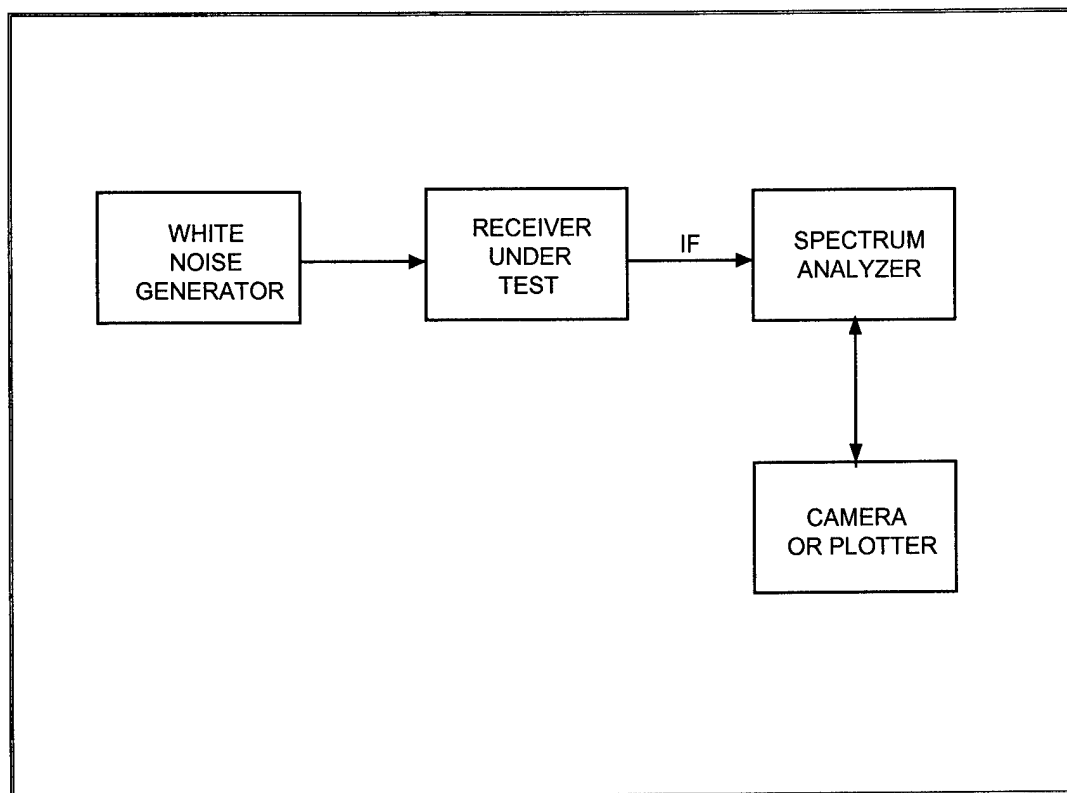 WHITE
NOISE
GENERATOR
RECEIVER
UNDER
TEST
IF
SPECTRUM
ANALYZER
CAMERA
OR PLOTTER